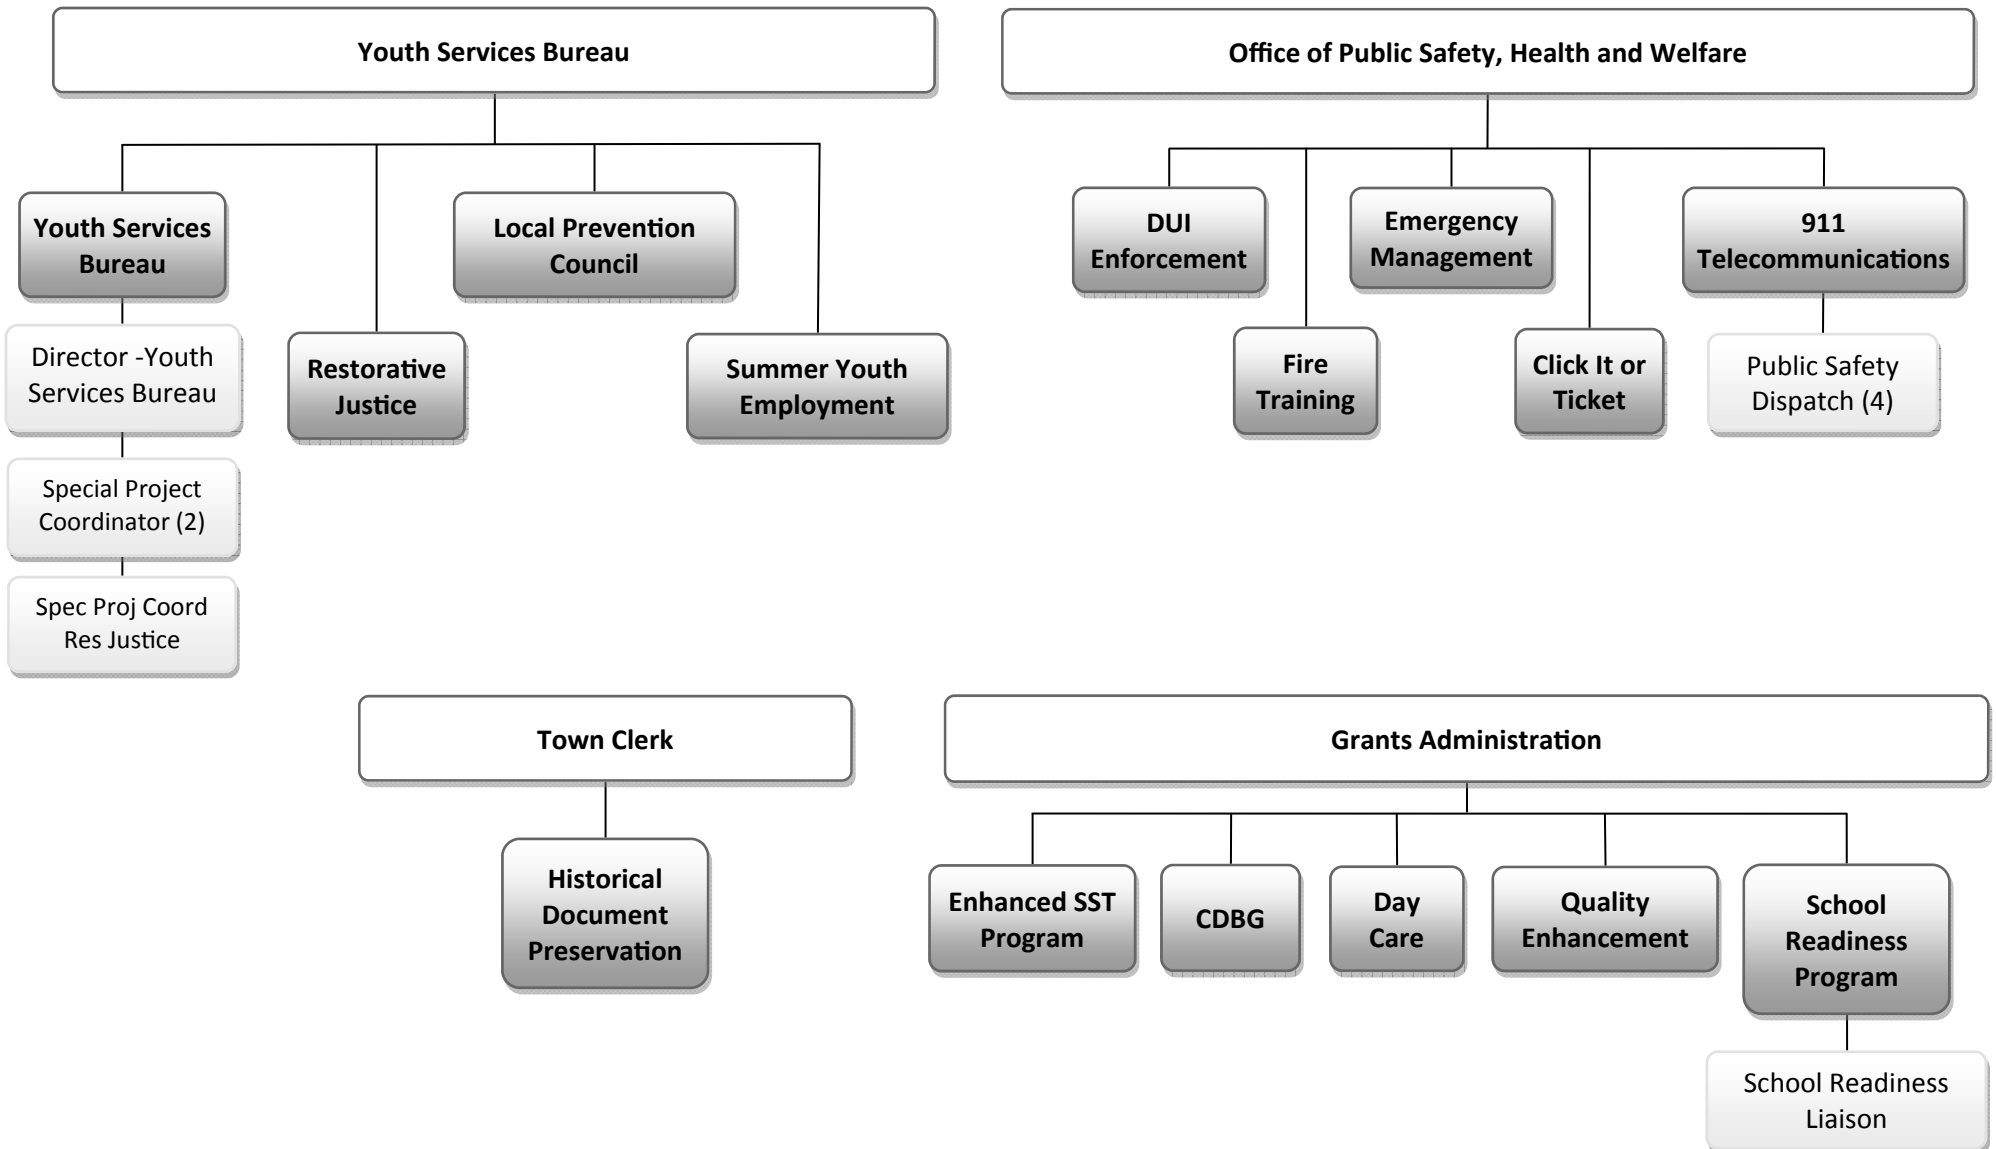 Youth Services Bureau
Office of Public Safety, Health and Welfare
Youth Services
Bureau
Local Prevention
Council
Restorative
Justice
Summer Youth
Employment
Director -Youth
Services Bureau
Special Project
Coordinator (2)
Spec Proj Coord
Res Justice
DUI
Enforcement
Emergency
Management
911
Telecommunications
Fire
Training
Click It or
Ticket
Public Safety
Dispatch (4)
Town Clerk
Historical
Document
Preservation
Grants Administration
Enhanced SST
Program
CDBG
Day
Care
Quality
Enhancement
School
Readiness
Program
School Readiness
Liaison